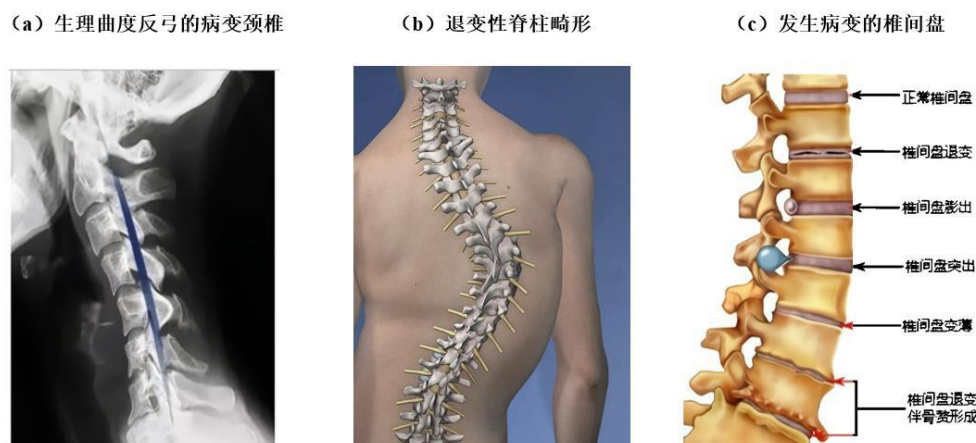 (a) 生理曲度反弓的病变颈椎
(b) 退变性脊柱畸形
(c) 发生病变的椎间盘
正常椎间盘
椎间盘退变
椎间盘膨出
椎间盘突出
椎间盘变薄
椎间盘退变
伴骨赘形成